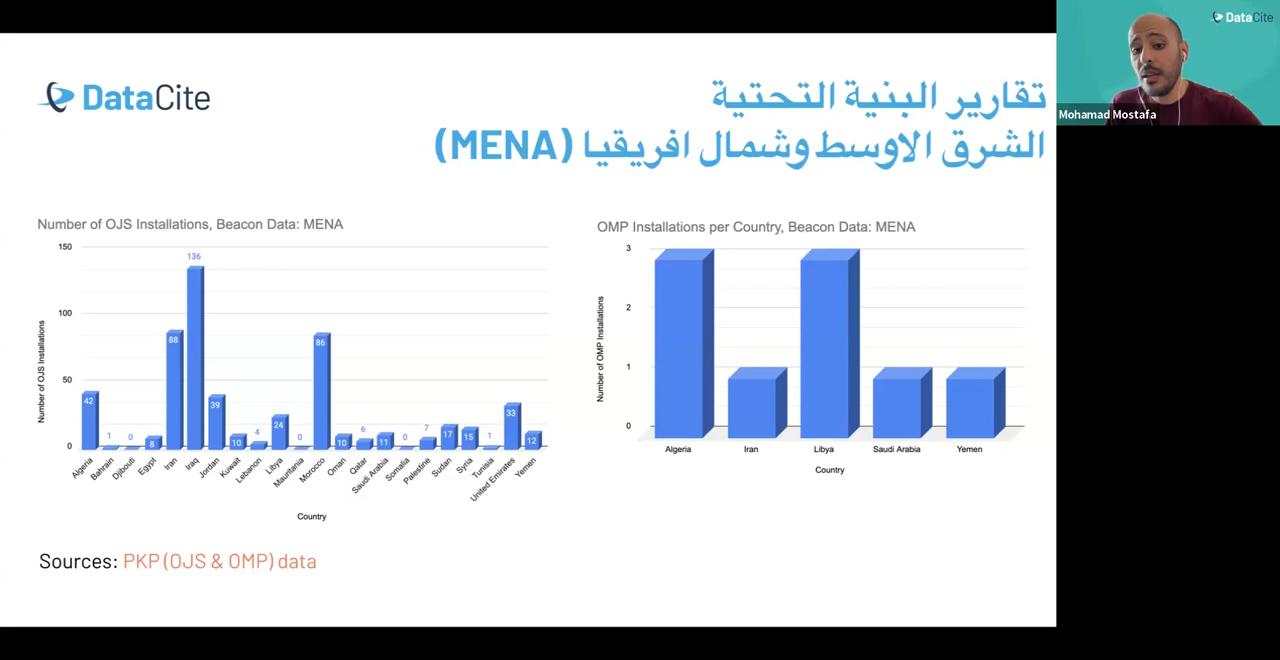 DataCite
تقارير البنية التحتية
الشرق الاوسط وشمال افريقيا (MENA)
Number of OJS Installations, Beacon Data: MENA
Number of OJS Installations
150
100
50
0
42
1
0
8
88
136
39
10
4
24
0
86
10
6
11
0
7
17
15
1
33
12
Algeria
Bahrain
Djibouti
Egypt
Iran
Iraq
Jordan
Kuwait
Lebanon
Libya
Mauritania
Morocco
Oman
Qatar
Saudi Arabia
Somalia
Palestine
Sudan
Syria
Tunisia
United Emirates
Yemen
Country
OMP Installations per Country, Beacon Data: MENA
Number of OMP Installations
3
2
1
0
Algeria
Iran
Libya
Saudi Arabia
Yemen
Country
Sources: PKP (OJS & OMP) data
DataCite
Mohamad Mostafa